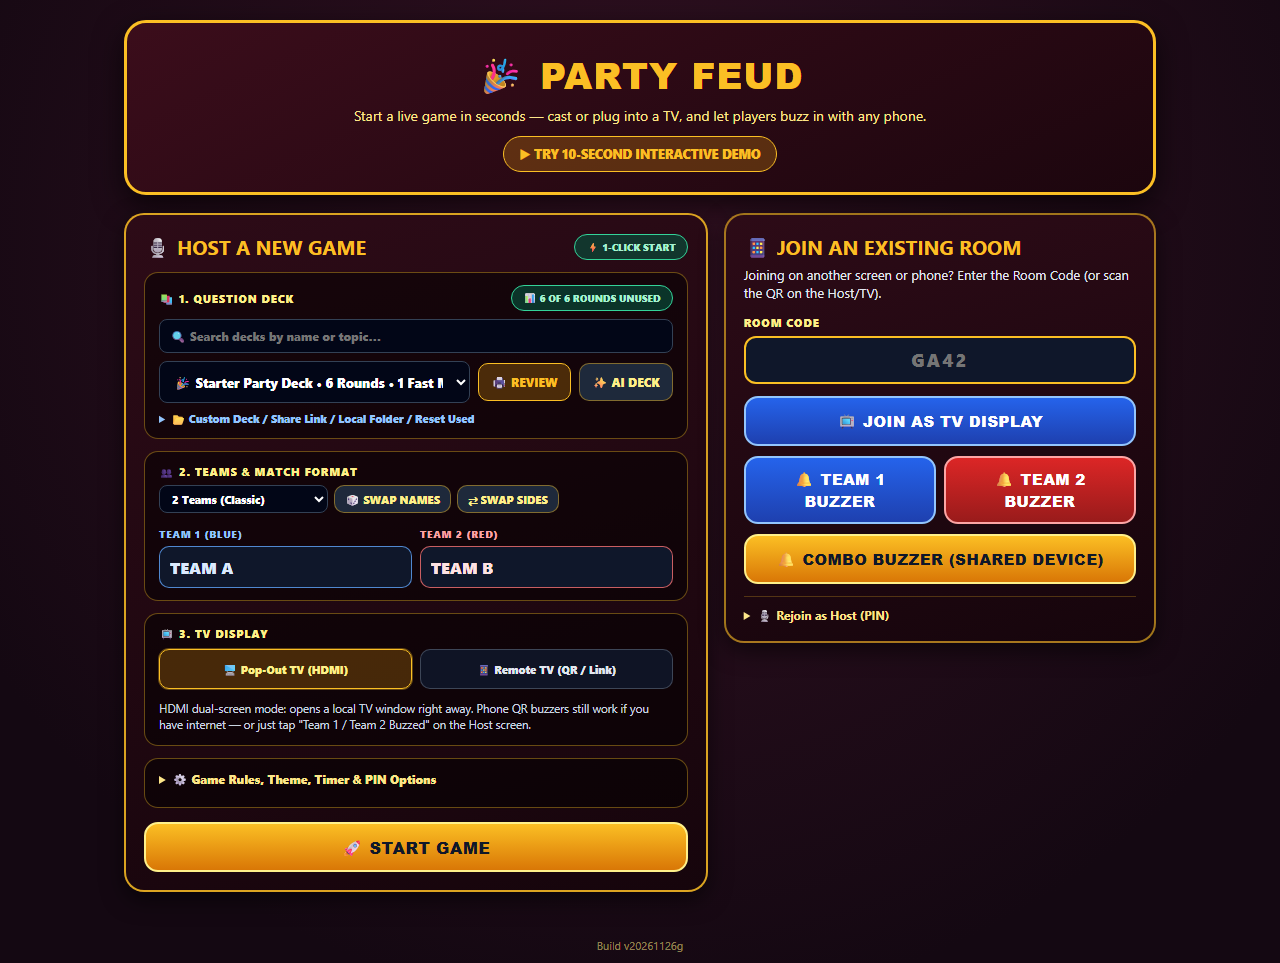 PARTY FEUD
Start a live game in seconds — cast or plug into a TV, and let players buzz in with any phone.
▶ TRY 10-SECOND INTERACTIVE DEMO
HOST A NEW GAME
1-CLICK START
1. QUESTION DECK
6 OF 6 ROUNDS UNUSED
Search decks by name or topic...
Starter Party Deck • 6 Rounds • 1 Fast
REVIEW
AI DECK
Custom Deck / Share Link / Local Folder / Reset Used
2. TEAMS & MATCH FORMAT
2 Teams (Classic)
SWAP NAMES
⇄ SWAP SIDES
TEAM 1 (BLUE)
TEAM 2 (RED)
TEAM A
TEAM B
3. TV DISPLAY
Pop-Out TV (HDMI)
Remote TV (QR / Link)
HDMI dual-screen mode: opens a local TV window right away. Phone QR buzzers still work if you
have internet — or just tap "Team 1 / Team 2 Buzzed" on the Host screen.
Game Rules, Theme, Timer & PIN Options
START GAME
JOIN AN EXISTING ROOM
Joining on another screen or phone? Enter the Room Code (or scan
the QR on the Host/TV).
ROOM CODE
GA42
JOIN AS TV DISPLAY
TEAM 1
BUZZER
TEAM 2
BUZZER
COMBO BUZZER (SHARED DEVICE)
Rejoin as Host (PIN)
Build v20261126g